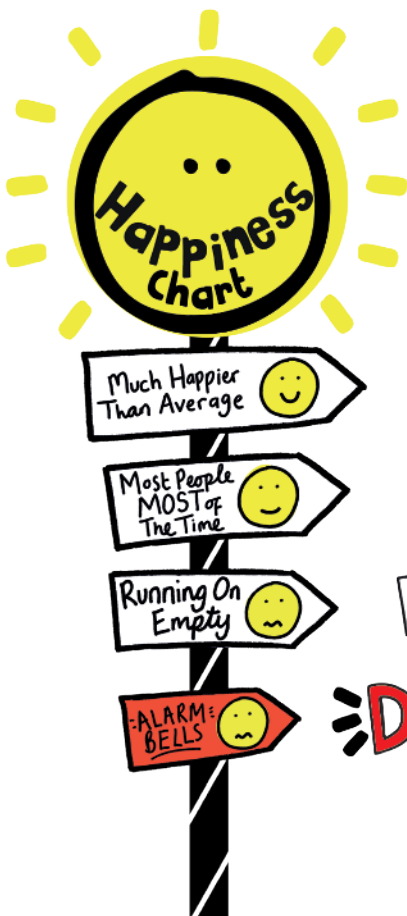 Happiness
Chart
Much Happier
Than Average
Most People
MOST of
The Time
Running On
Empty
ALARM
BELLS
D